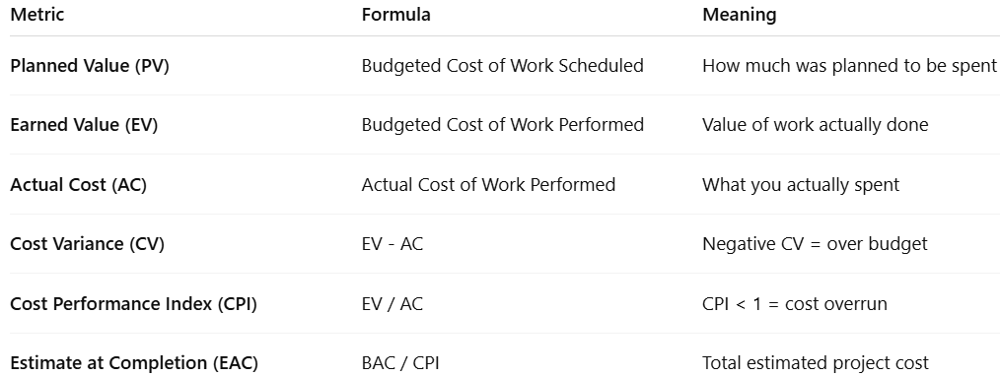 Metric Formula Meaning
Planned Value (PV) Budgeted Cost of Work Scheduled How much was planned to be spent
Earned Value (EV) Budgeted Cost of Work Performed Value of work actually done
Actual Cost (AC) Actual Cost of Work Performed What you actually spent
Cost Variance (CV) EV - AC Negative CV = over budget
Cost Performance Index (CPI) EV / AC CPI < 1 = cost overrun
Estimate at Completion (EAC) BAC / CPI Total estimated project cost